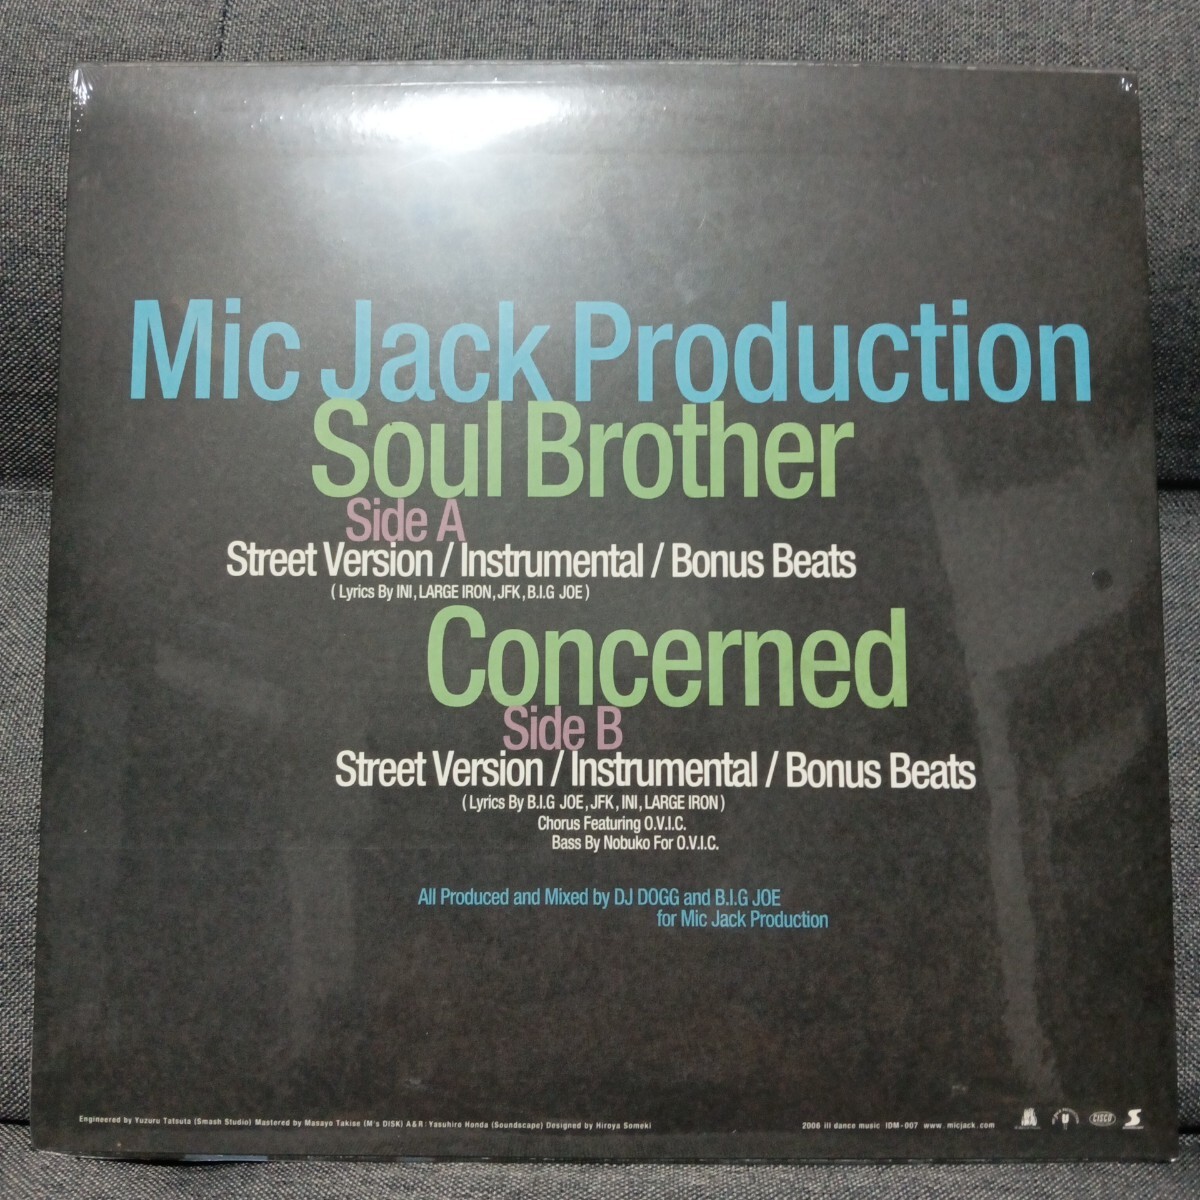 Mic Jack Production
Soul Brother
Side A
Street Version / Instrumental / Bonus Beats
( Lyrics By INI, LARGE IRON, JFK, B.I.G JOE )
Concerned
Side B
Street Version / Instrumental / Bonus Beats
( Lyrics By B.I.G JOE, JFK, INI, LARGE IRON )
Chorus Featuring O.V.I.C.
Bass By Nobuko For O.V.I.C.
All Produced and Mixed by DJ DOGG and B.I.G JOE
for Mic Jack Production
Engineered by Yuzuru Tatsuta (Smash Studio) Mastered by Masayo Takise (M's DISK) A&R: Yasuhiro Honda (Soundscape) Designed by Hiroya Someki
2006 ill dance music IDM-007 www.micjack.com
CISCO